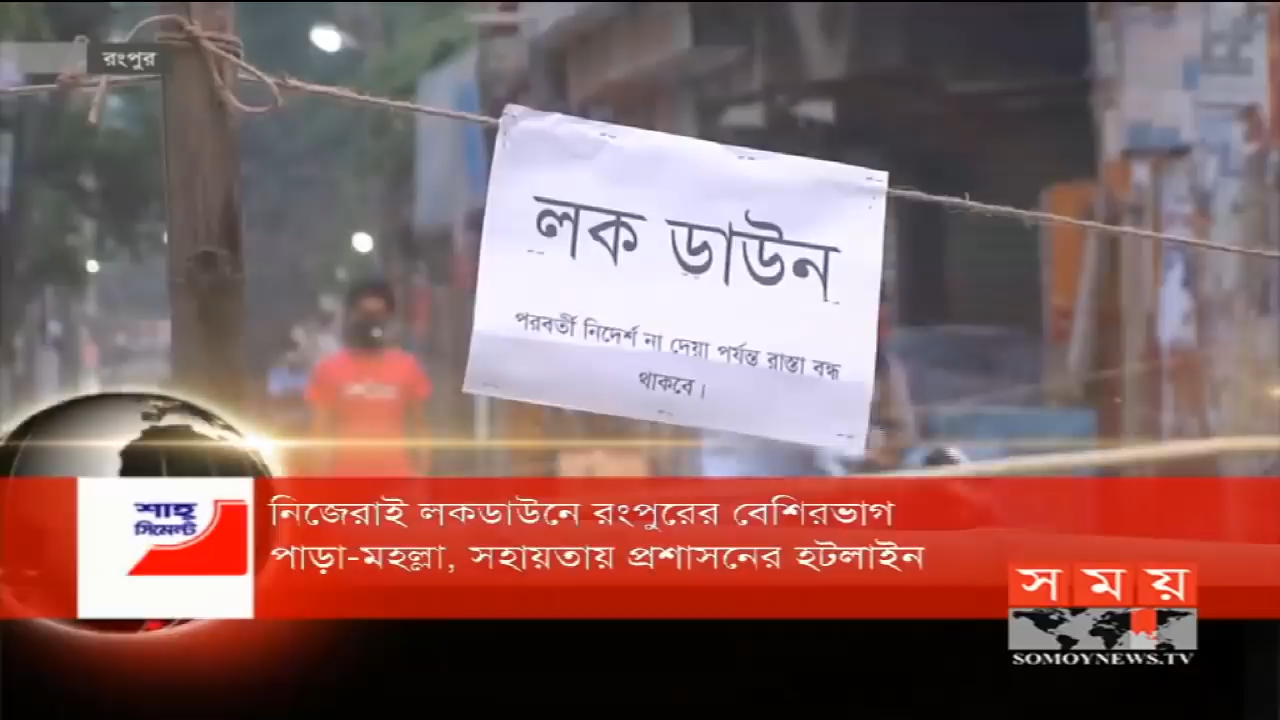 রংপুর
লক ডাউন
পরবর্তী নিদের্শ না দেয়া পর্যন্ত রাস্তা বন্ধ
থাকবে।
শাহ্
সিমেন্ট
নিজেরাই লকডাউনে রংপুরের বেশিরভাগ
পাড়া-মহল্লা, সহায়তায় প্রশাসনের হটলাইন
সময়
SOMOYNEWS.TV